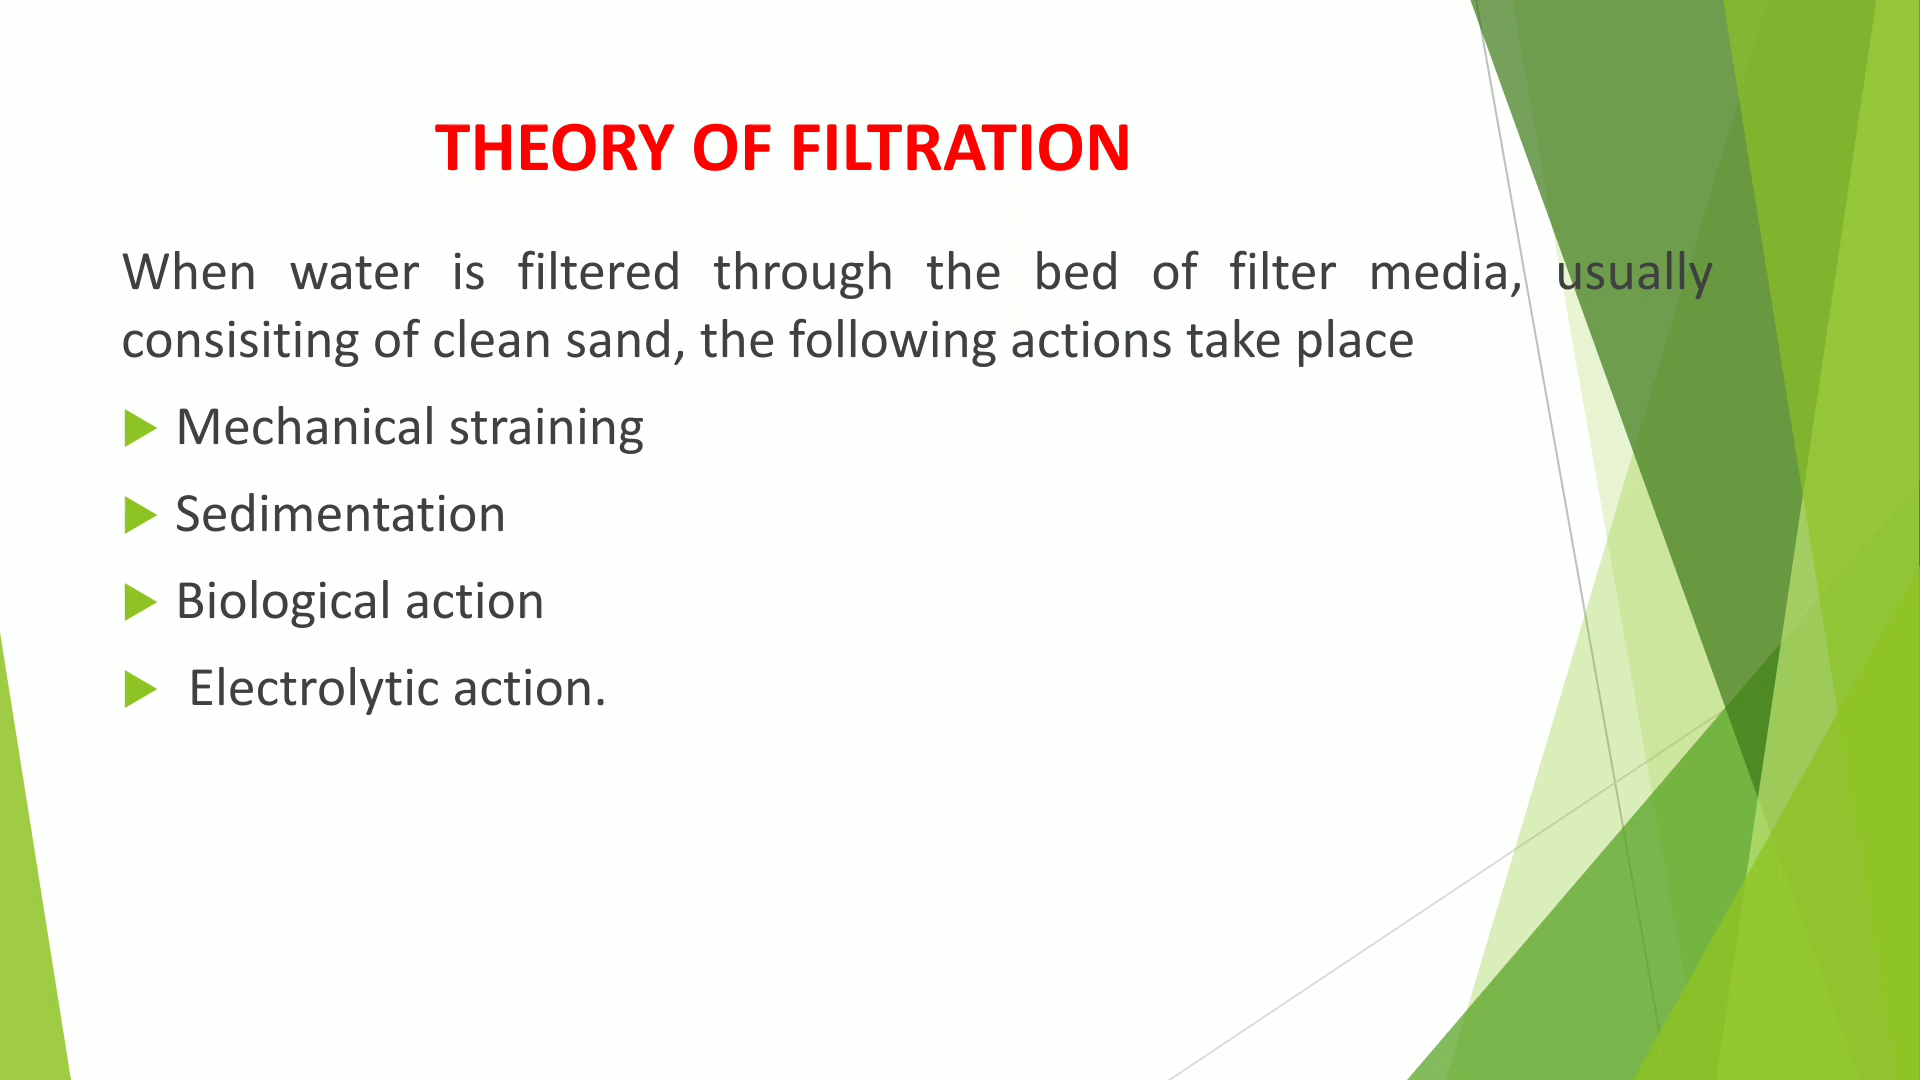 THEORY OF FILTRATION
When water is filtered through the bed of filter media, usually
consisiting of clean sand, the following actions take place
Mechanical straining
Sedimentation
Biological action
Electrolytic action.